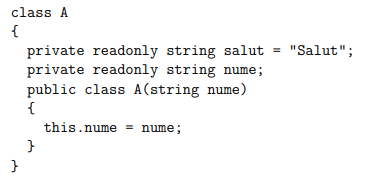 class A
{
  private readonly string salut = "Salut";
  private readonly string nume;
  public class A(string nume)
  {
    this.nume = nume;
  }
}